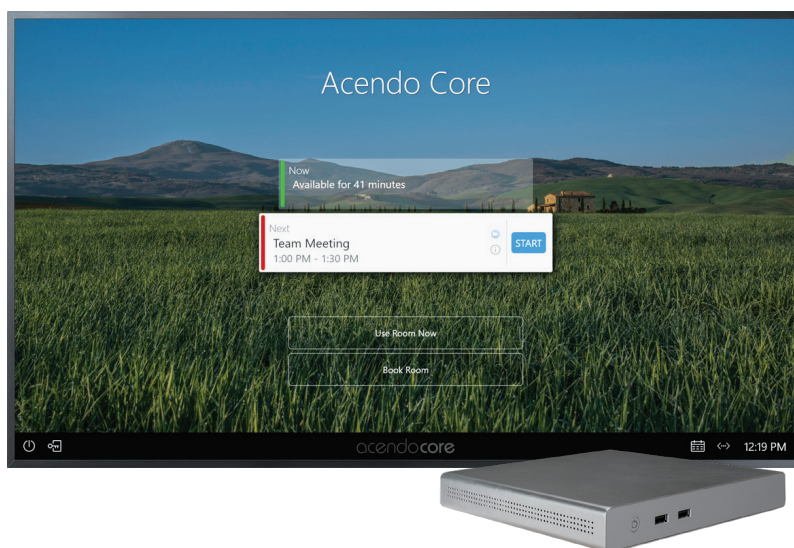 Acendo Core
Now
Available for 41 minutes
Next
Team Meeting
1:00 PM - 1:30 PM
START
Use Room Now
Book Room
acendocore
12:19 PM